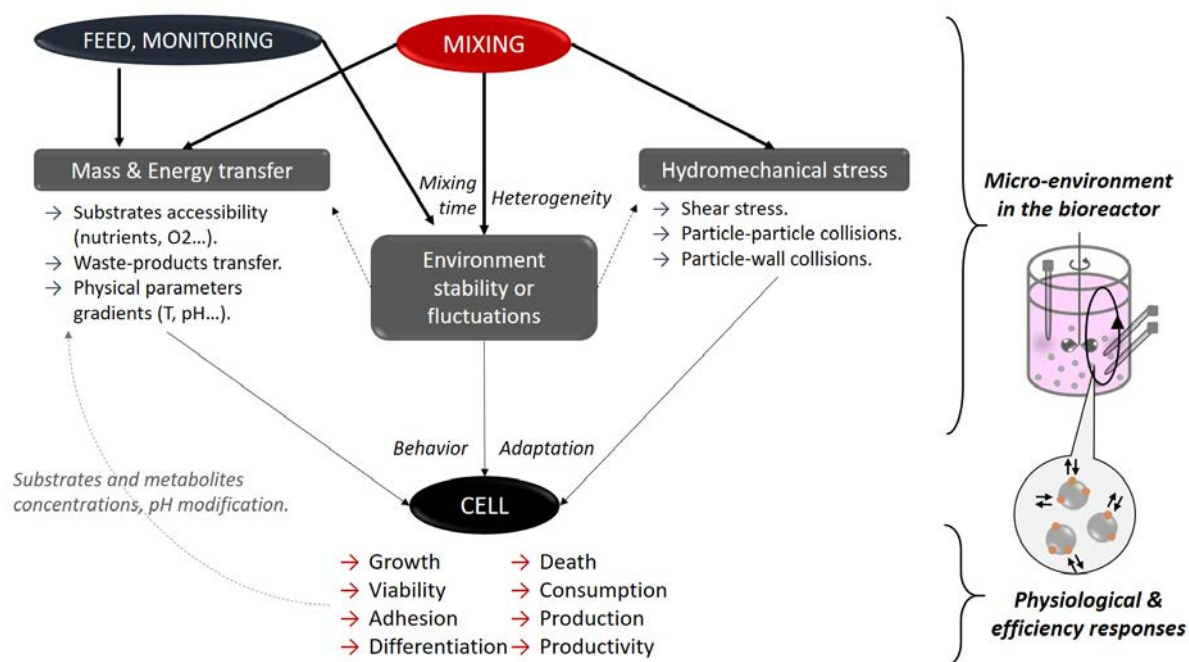 FEED, MONITORING
MIXING
Mass & Energy transfer
→ Substrates accessibility
(nutrients, O2...).
→ Waste-products transfer.
→ Physical parameters
gradients (T, pH...).
Mixing
time
Heterogeneity
Environment
stability or
fluctuations
Hydromechanical stress
→ Shear stress.
→ Particle-particle collisions.
→ Particle-wall collisions.
Micro-environment
in the bioreactor
Behavior
Adaptation
Substrates and metabolites
concentrations, pH modification.
CELL
→ Growth
→ Viability
→ Adhesion
→ Differentiation
→ Death
→ Consumption
→ Production
→ Productivity
Physiological &
efficiency responses